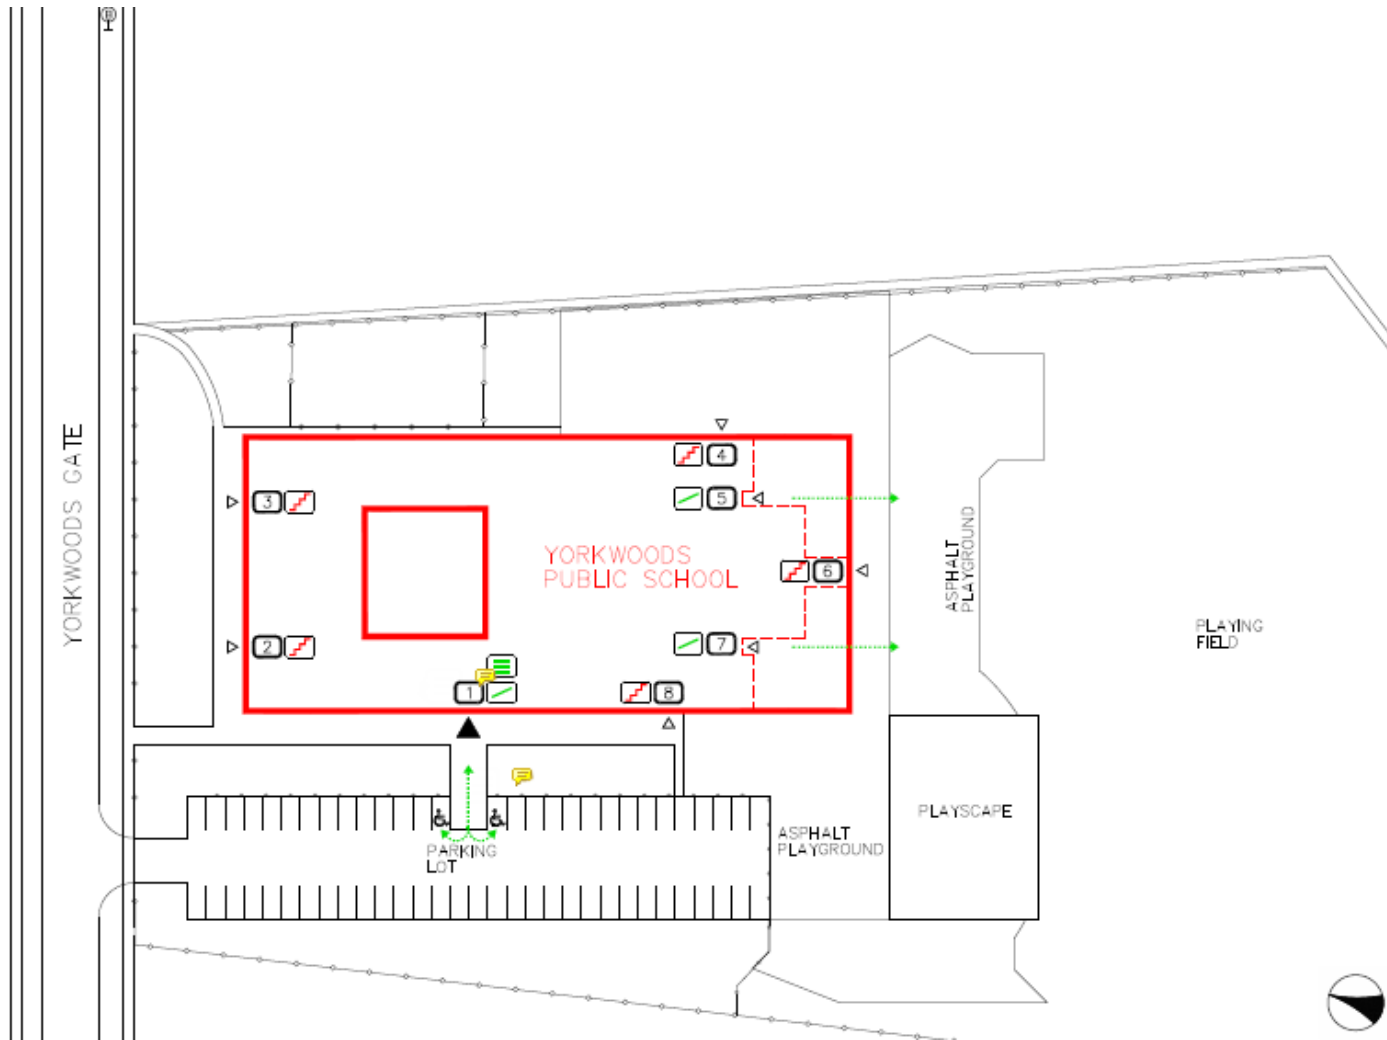 B
YORKWOODS GATE
4
3
5
YORKWOODS
PUBLIC SCHOOL
6
ASPHALT
PLAYGROUND
PLAYING
FIELD
2
7
1
8
PLAYSCAPE
ASPHALT
PLAYGROUND
PARKING
LOT